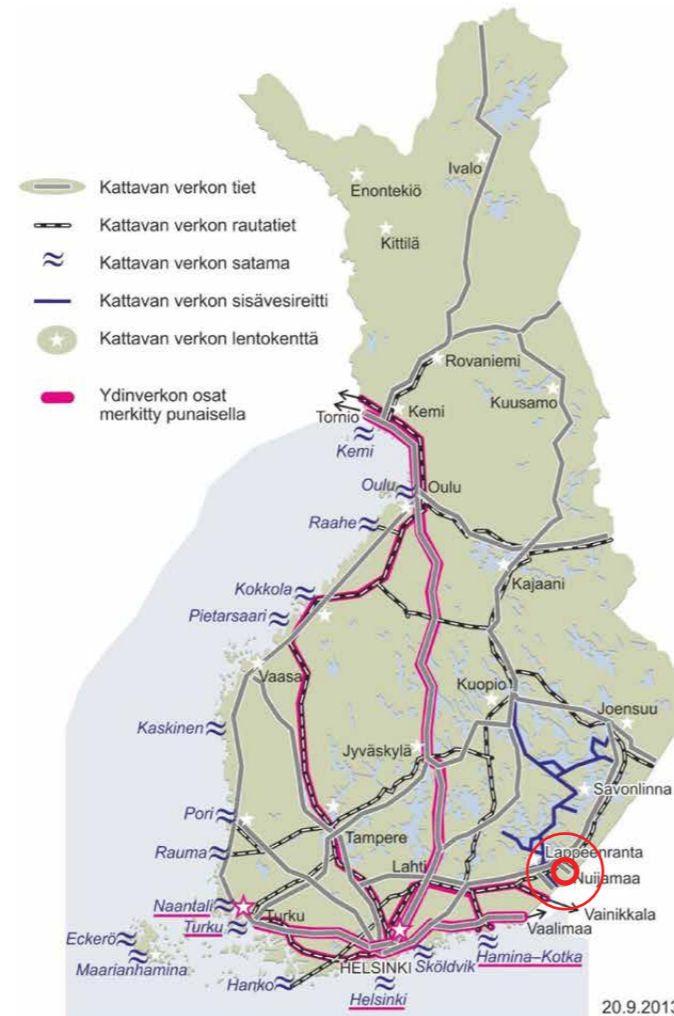 Kattavan verkon tiet
Kattavan verkon rautatiet
Kattavan verkon satama
Kattavan verkon sisävesireitti
Kattavan verkon lentokenttä
Ydinverkon osat
merkitty punaisella
Ivalo
Enontekiö
Kittilä
Rovaniemi
Kuusamo
Kemi
Tornio
Kemi
Oulu
Oulu
Raahe
Kajaani
Kokkola
Pietarsaari
Vaasa
Kuopio
Joensuu
Kaskinen
Jyväskylä
Savonlinna
Pori
Tampere
Rauma
Lahti
Lappeenranta
Nuijamaa
Naantali
Turku
Turku
Vainikkala
Vaalimaa
Eckerö
Maarianhamina
Hanko
HELSINKI
Sköldvik
Hamina–Kotka
Helsinki
20.9.2013